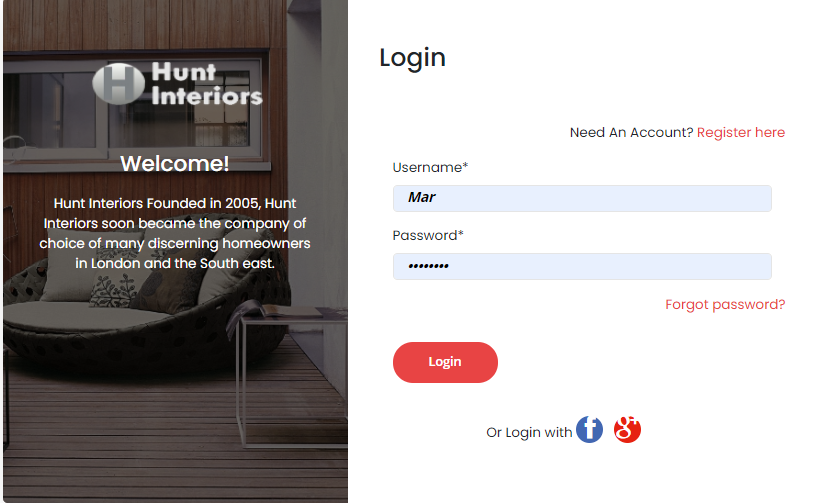 Hunt
Interiors
Welcome!
Hunt Interiors Founded in 2005, Hunt
Interiors soon became the company of
choice of many discerning homeowners
in London and the South east.
Login
Need An Account? Register here
Username*
Mar
Password*
••••••••
Forgot password?
Login
Or Login with f g+